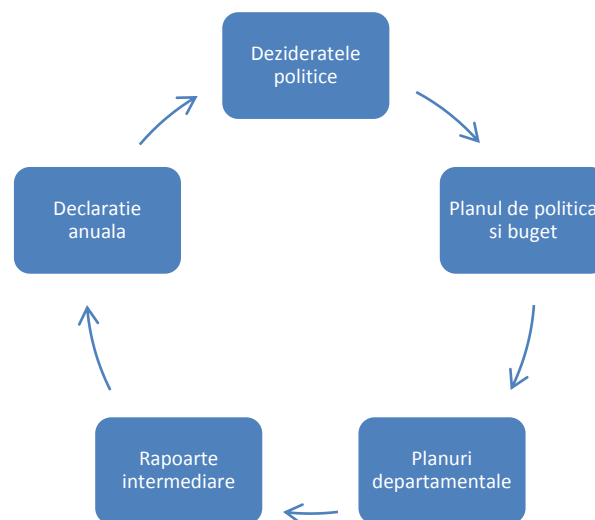 Dezideratele
politice
Planul de politica
si buget
Planuri
departamentale
Rapoarte
intermediare
Declaratie
anuala